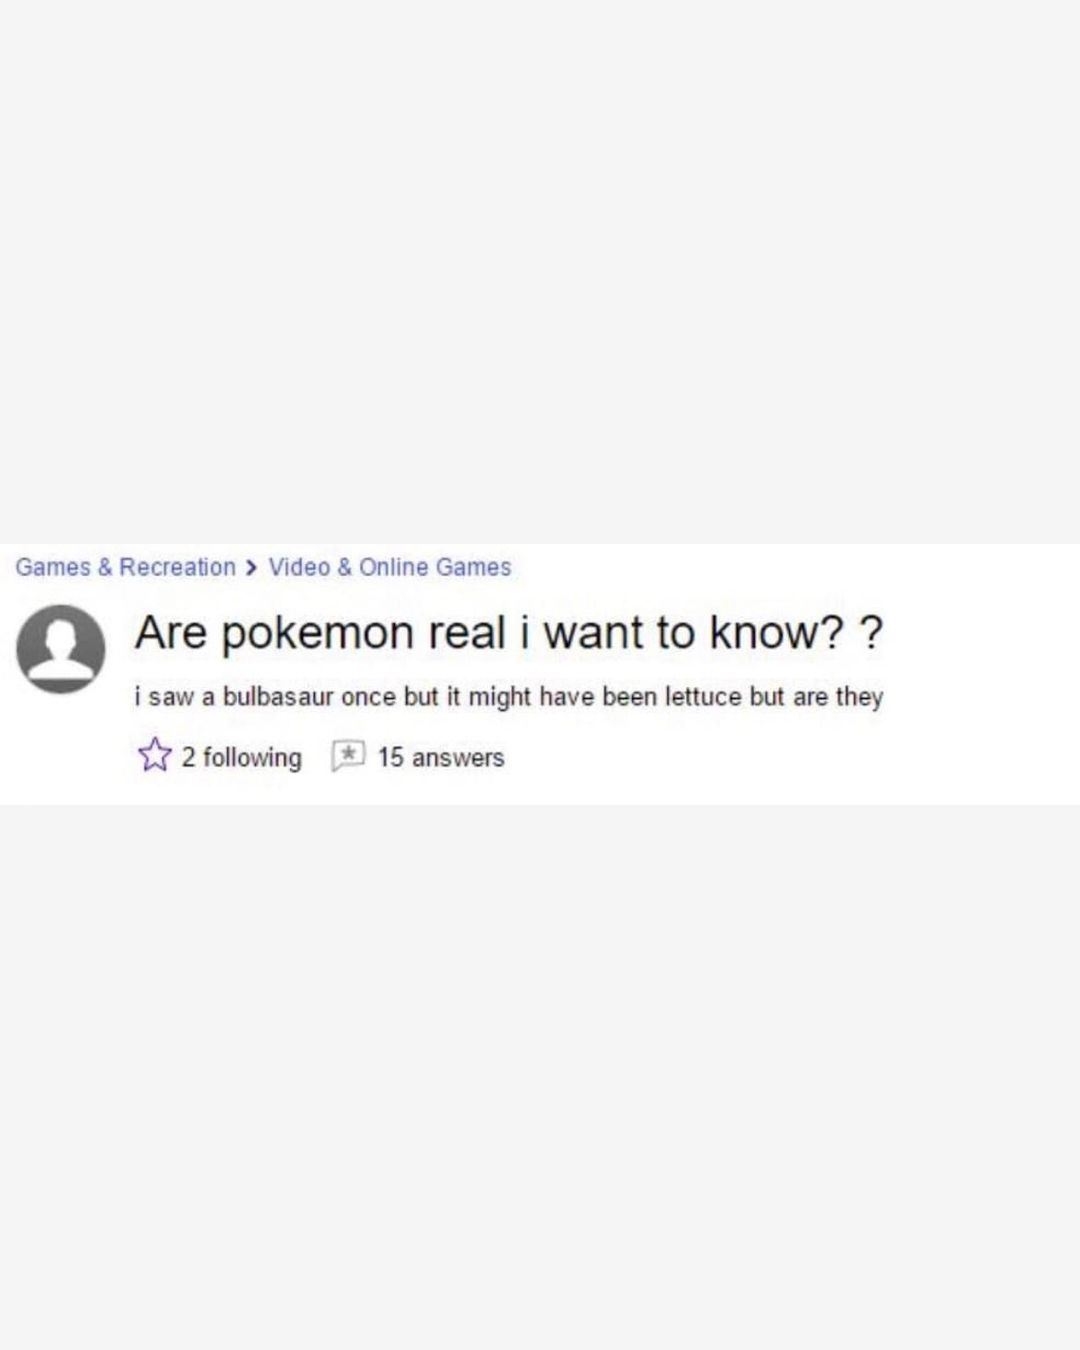 Games & Recreation > Video & Online Games
Are pokemon real i want to know? ?
i saw a bulbasaur once but it might have been lettuce but are they
2 following 15 answers